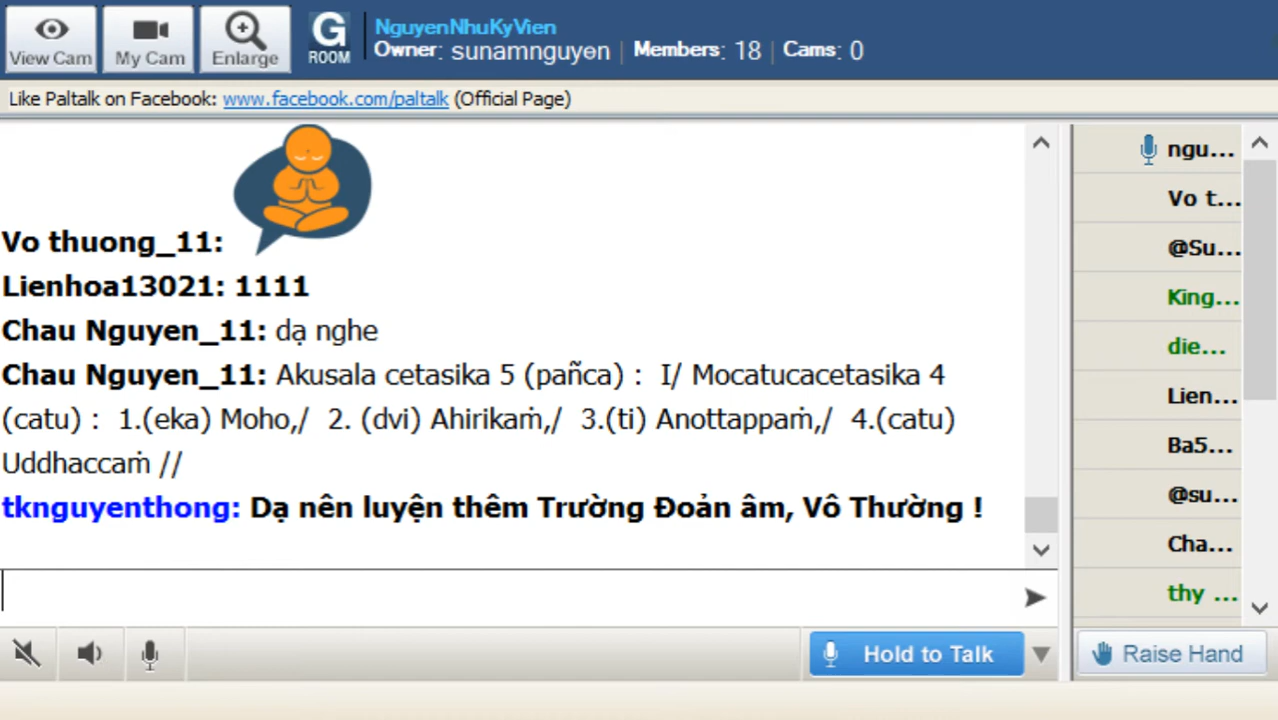 View Cam
My Cam
Enlarge
G
ROOM
NguyenNhuKyVien
Owner: sunamnguyen | Members: 18 | Cams: 0
Like Paltalk on Facebook: www.facebook.com/paltalk (Official Page)
Vo thuong_11:
Lienhoa13021: 1111
Chau Nguyen_11: dạ nghe
Chau Nguyen_11: Akusala cetasika 5 (pañca) : I/ Mocatucacetasika 4
(catu) : 1.(eka) Moho,/ 2. (dvi) Ahirikaṁ,/ 3.(ti) Anottappaṁ,/ 4.(catu)
Uddhaccaṁ //
tknguyenthong: Dạ nên luyện thêm Trường Đoản âm, Vô Thường !
ngu...
Vo t...
@Su...
King...
die...
Lien...
Ba5...
@su...
Cha...
thy ...
Hold to Talk
Raise Hand